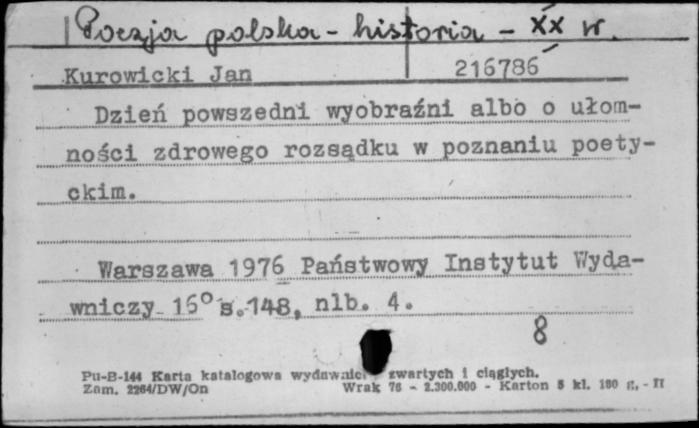 Poezja polska - historia - XX w.
Kurowicki Jan 216786
Dzień powszedni wyobraźni albo o ułom-
ności zdrowego rozsądku w poznaniu poety-
ckim.
Warszawa 1976 Państwowy Instytut Wyda-
wniczy 16° s. 148, nlb. 4.
8
Pu-B-144 Karta katalogowa wydawnictw zwartych i ciągłych.
Zam. 2264/DW/On Wrak 76 - 2.300.000 - Karton 8 kl. 180 g. - II